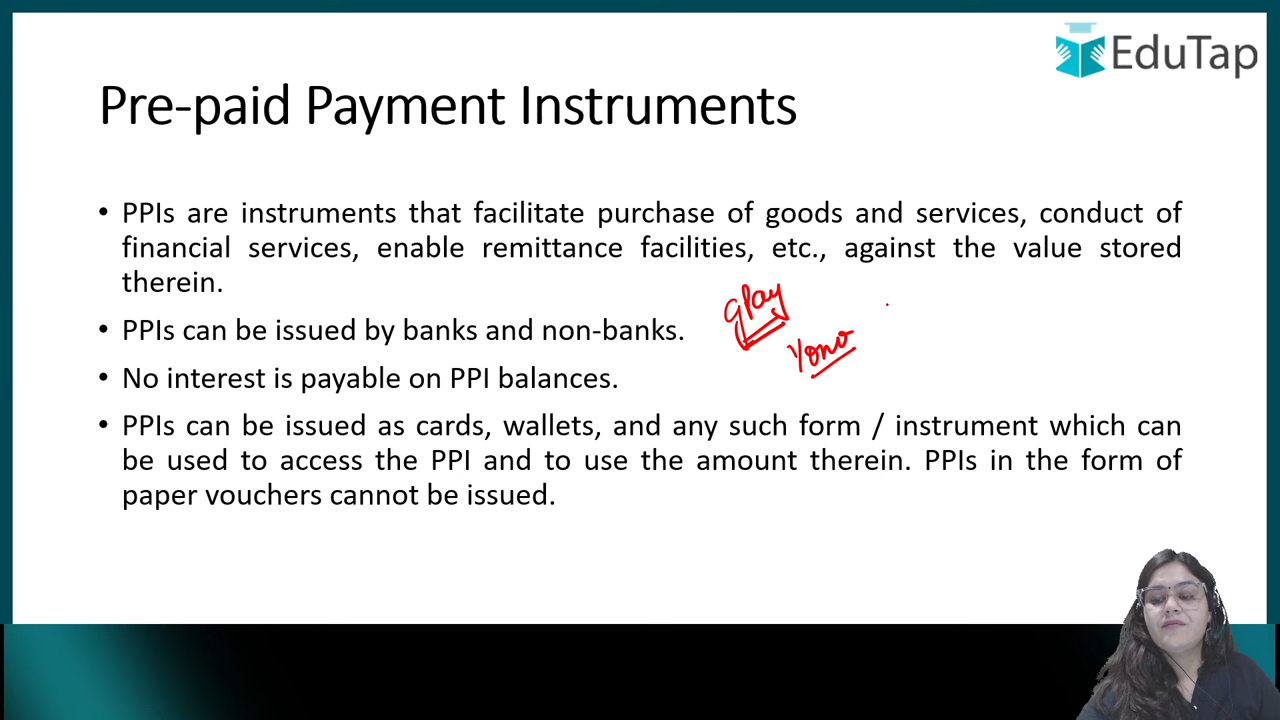 EduTap
Pre-paid Payment Instruments
• PPIs are instruments that facilitate purchase of goods and services, conduct of
financial services, enable remittance facilities, etc., against the value stored
therein.
GPay
• PPIs can be issued by banks and non-banks.
Yono
• No interest is payable on PPI balances.
• PPIs can be issued as cards, wallets, and any such form / instrument which can
be used to access the PPI and to use the amount therein. PPIs in the form of
paper vouchers cannot be issued.